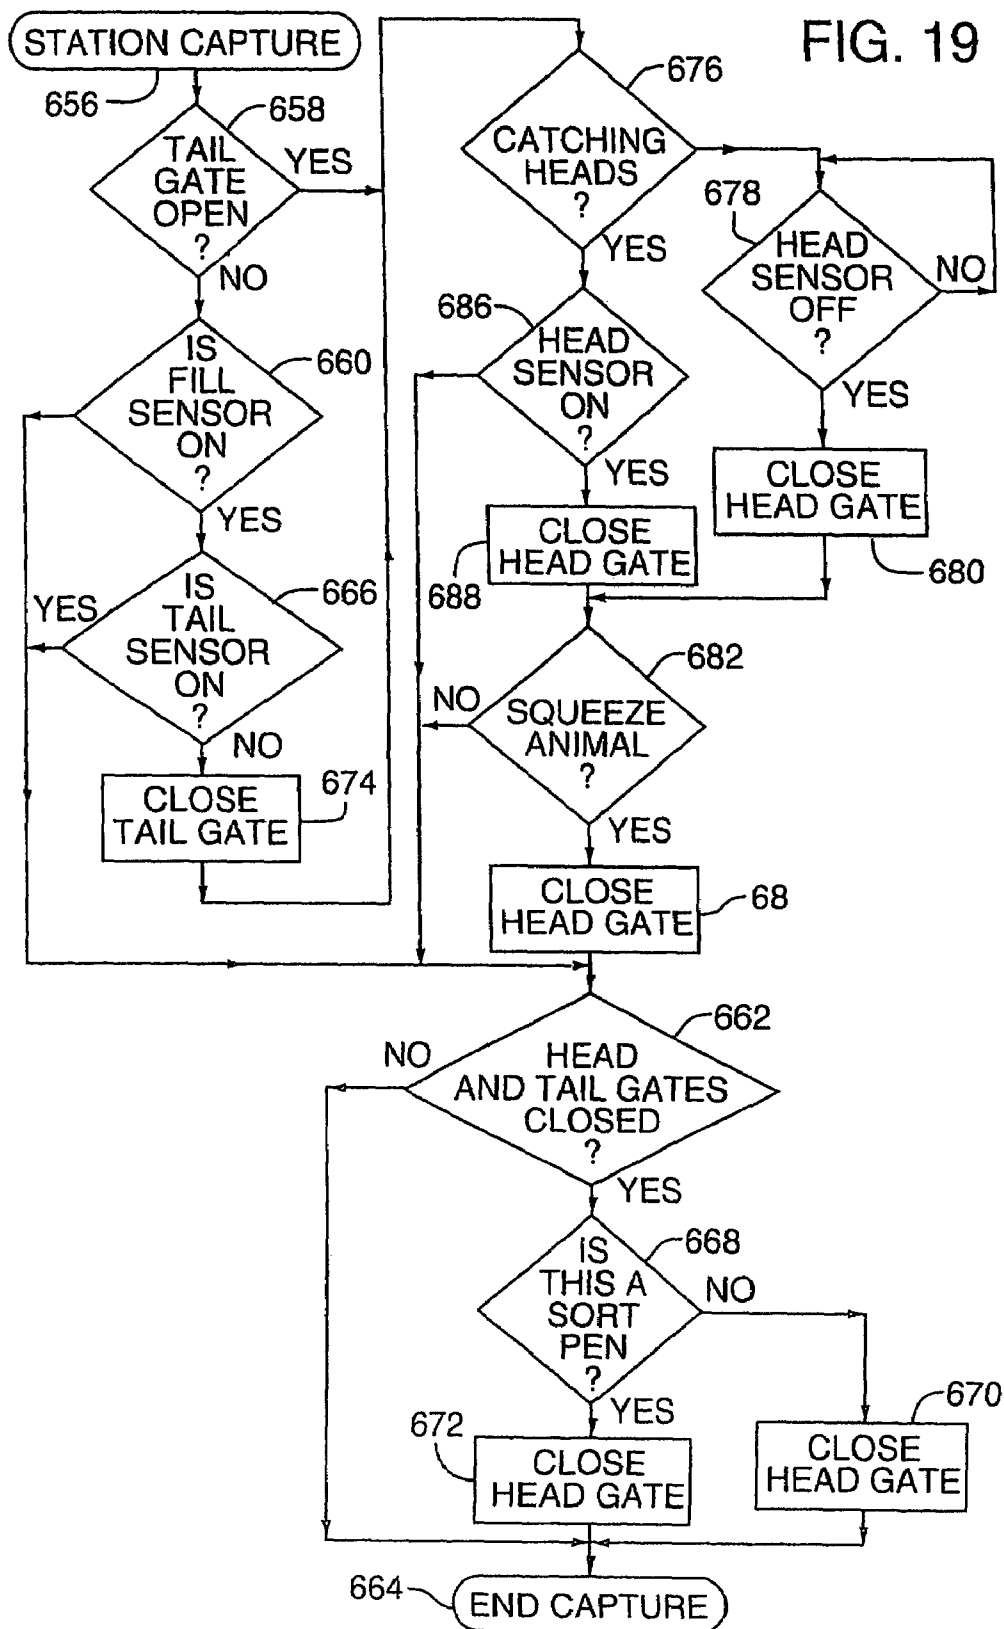 FIG. 19
STATION CAPTURE
656
658
TAIL
GATE
OPEN
?
YES
NO
660
IS
FILL
SENSOR
ON
?
YES
666
YES
IS
TAIL
SENSOR
ON
?
NO
674
CLOSE
TAIL GATE
676
CATCHING
HEADS
?
YES
678
HEAD
SENSOR
OFF
?
NO
YES
686
HEAD
SENSOR
ON
?
YES
CLOSE
HEAD GATE
688
CLOSE
HEAD GATE
680
682
NO
SQUEEZE
ANIMAL
?
YES
CLOSE
HEAD GATE
68
662
NO
HEAD
AND TAIL GATES
CLOSED
?
YES
668
IS
THIS A
SORT
PEN
?
NO
YES
672
CLOSE
HEAD GATE
670
CLOSE
HEAD GATE
664
END CAPTURE